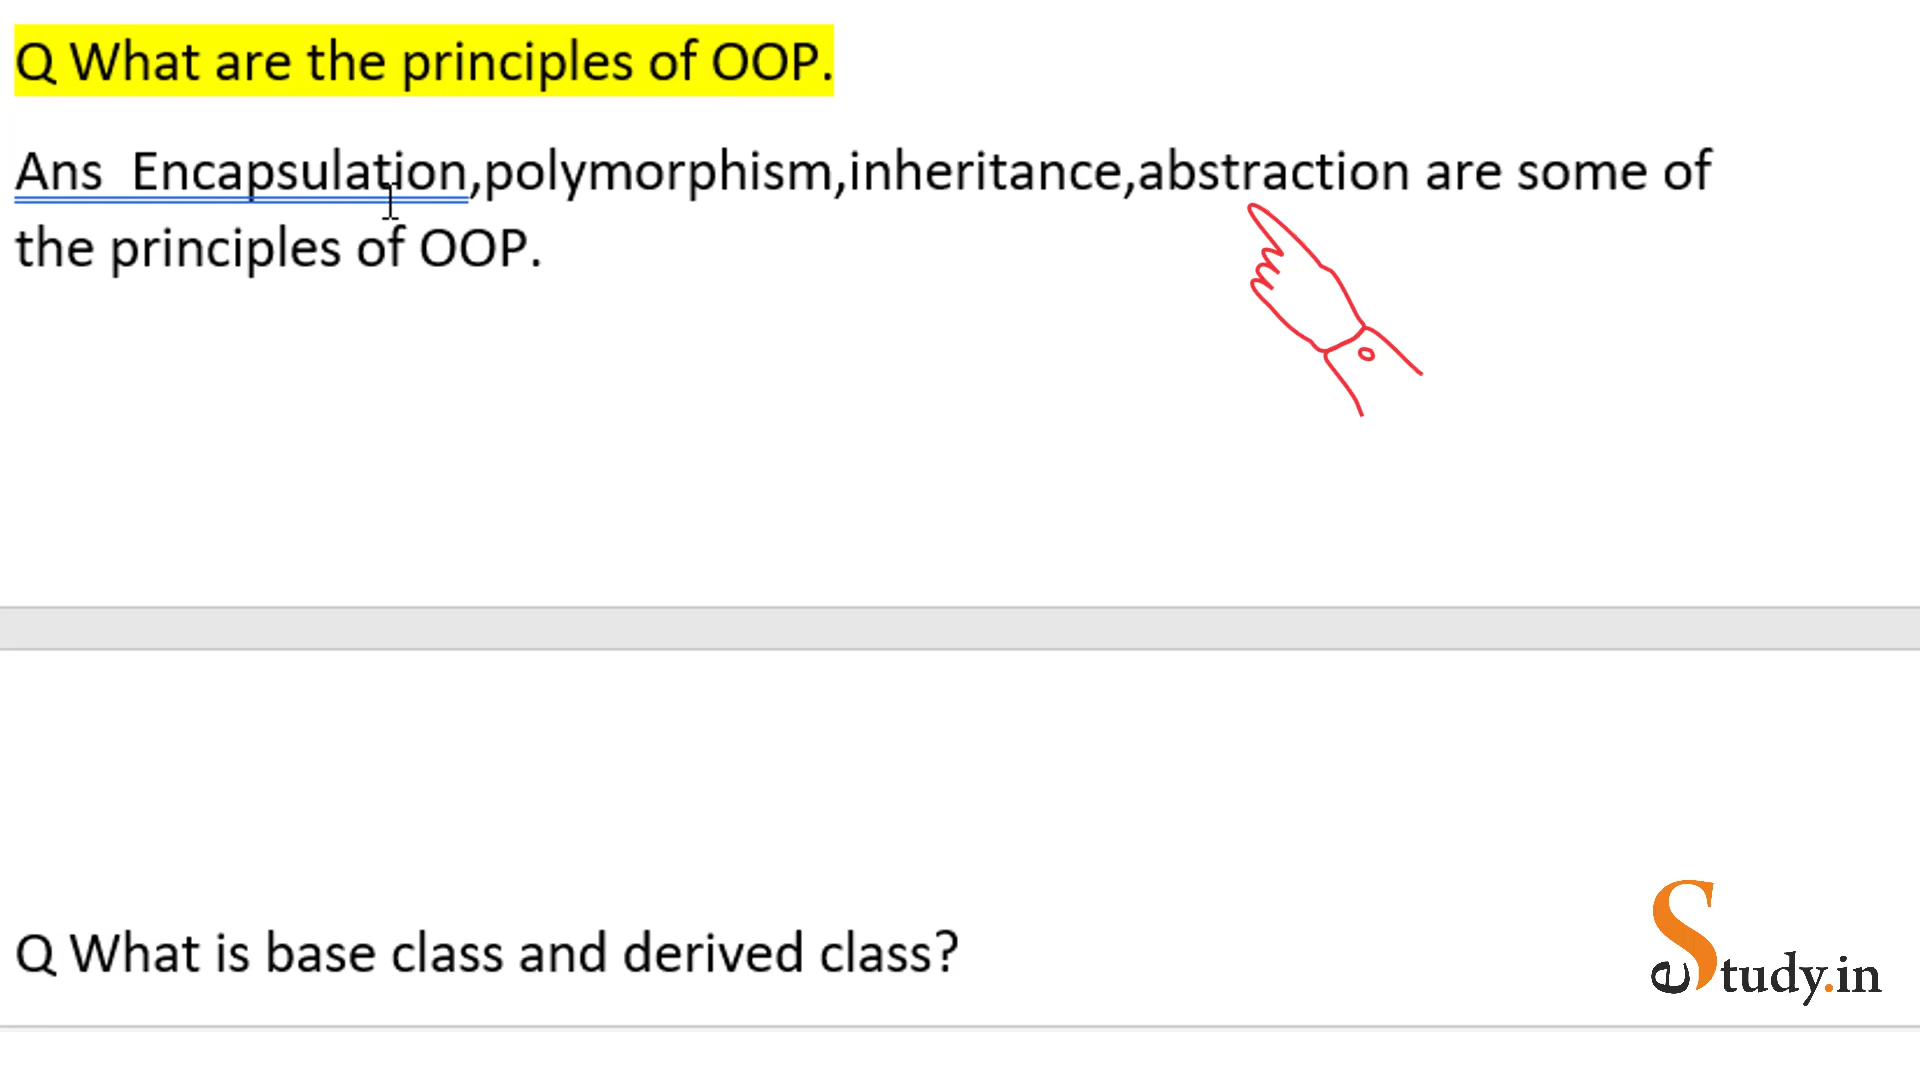 Q What are the principles of OOP.
Ans  Encapsulation,polymorphism,inheritance,abstraction are some of
the principles of OOP.
Q What is base class and derived class?
eStudy.in